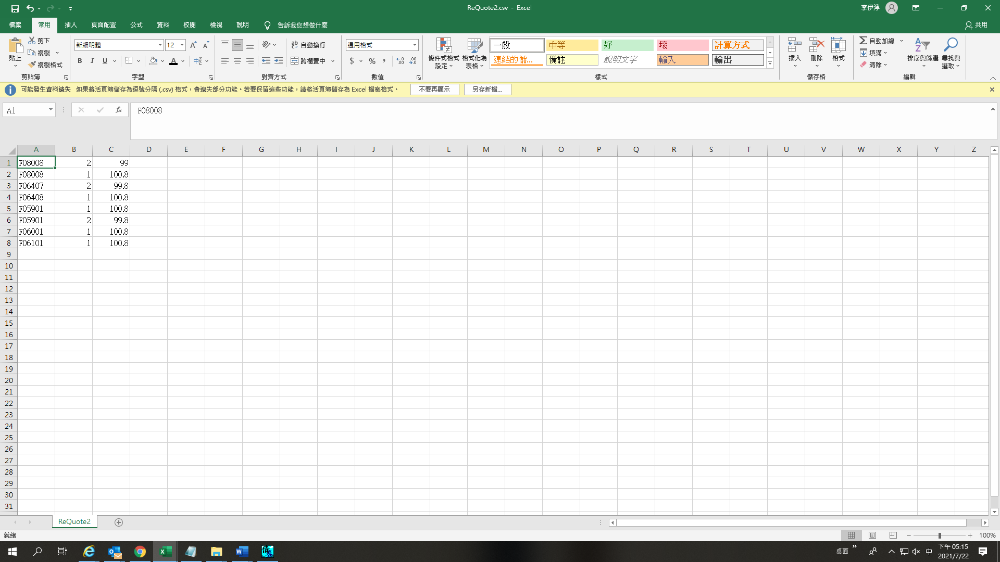 ReQuote2.csv - Excel
李伊渟
檔案 常用 插入 頁面配置 公式 資料 校閱 檢視 說明 告訴我您想做什麼 共用
貼上 剪下 複製 複製格式 剪貼簿
新細明體 12 B I U A 字型
自動換行 跨欄置中 對齊方式
通用格式 $ % , 數值
條件式格式設定 格式化為表格 一般 中等 好 壞 計算方式
連結的儲... 備註 說明文字 輸入 輸出 樣式
插入 刪除 格式 儲存格
自動加總 填滿 清除 排序與篩選 尋找與選取 編輯
可能發生資料遺失 如果將活頁簿儲存為逗號分隔 (.csv) 格式，會遺失部分功能。若要保留這些功能，請將活頁簿儲存為 Excel 檔案格式。 不要再顯示 另存新檔...
A1 fx F08008
A B C D E F G H I J K L M N O P Q R S T U V W X Y Z
1 F08008 2 99
2 F08008 1 100.8
3 F06407 2 99.8
4 F06408 1 100.8
5 F05901 1 100.8
6 F05901 2 99.8
7 F06001 1 100.8
8 F06101 1 100.8
9
10
11
12
13
14
15
16
17
18
19
20
21
22
23
24
25
26
27
28
29
30
31
ReQuote2
就緒 100%
桌面 中 下午 05:15
2021/7/22